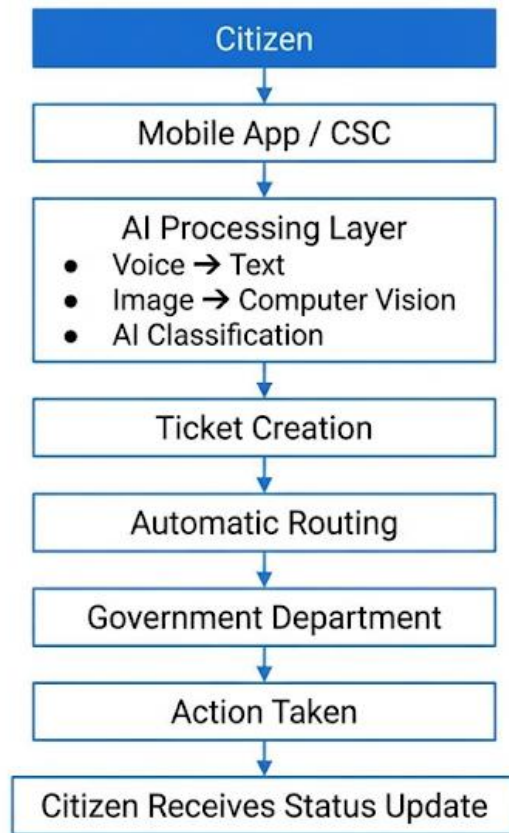 Citizen
Mobile App / CSC
AI Processing Layer
● Voice ➔ Text
● Image ➔ Computer Vision
● AI Classification
Ticket Creation
Automatic Routing
Government Department
Action Taken
Citizen Receives Status Update